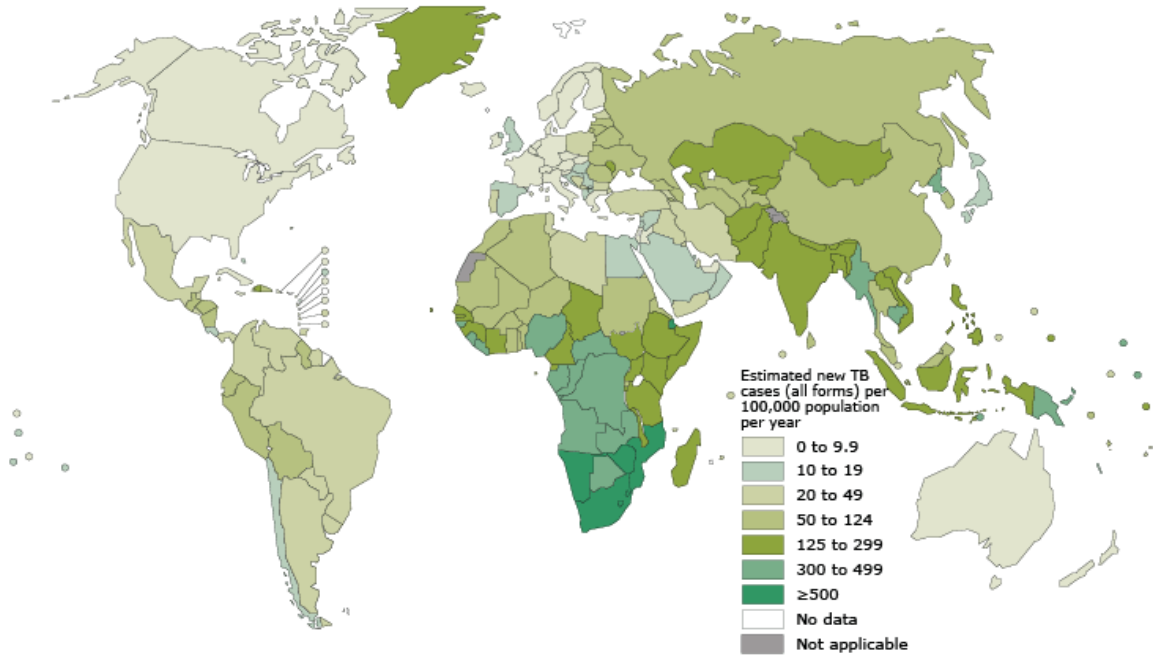 Estimated new TB
cases (all forms) per
100,000 population
per year
0 to 9.9
10 to 19
20 to 49
50 to 124
125 to 299
300 to 499
≥500
No data
Not applicable